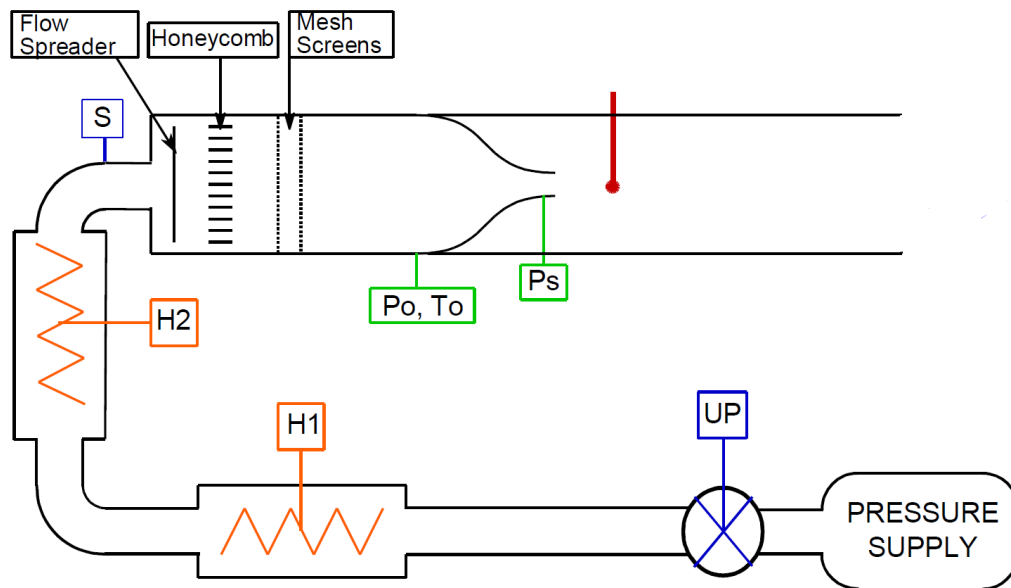 Flow
Spreader
Honeycomb
Mesh
Screens
S
Ps
Po, To
H2
H1
UP
PRESSURE
SUPPLY